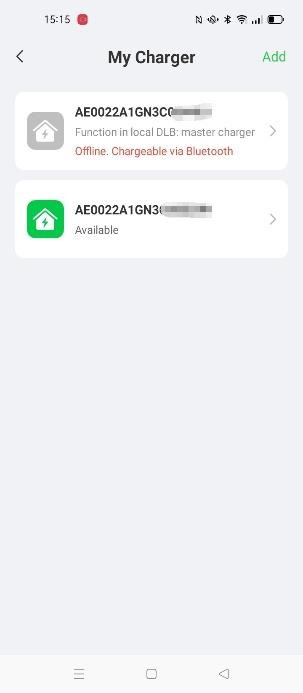 15:15
My Charger
Add
AE0022A1GN3C0
Function in local DLB: master charger
Offline. Chargeable via Bluetooth
AE0022A1GN3
Available